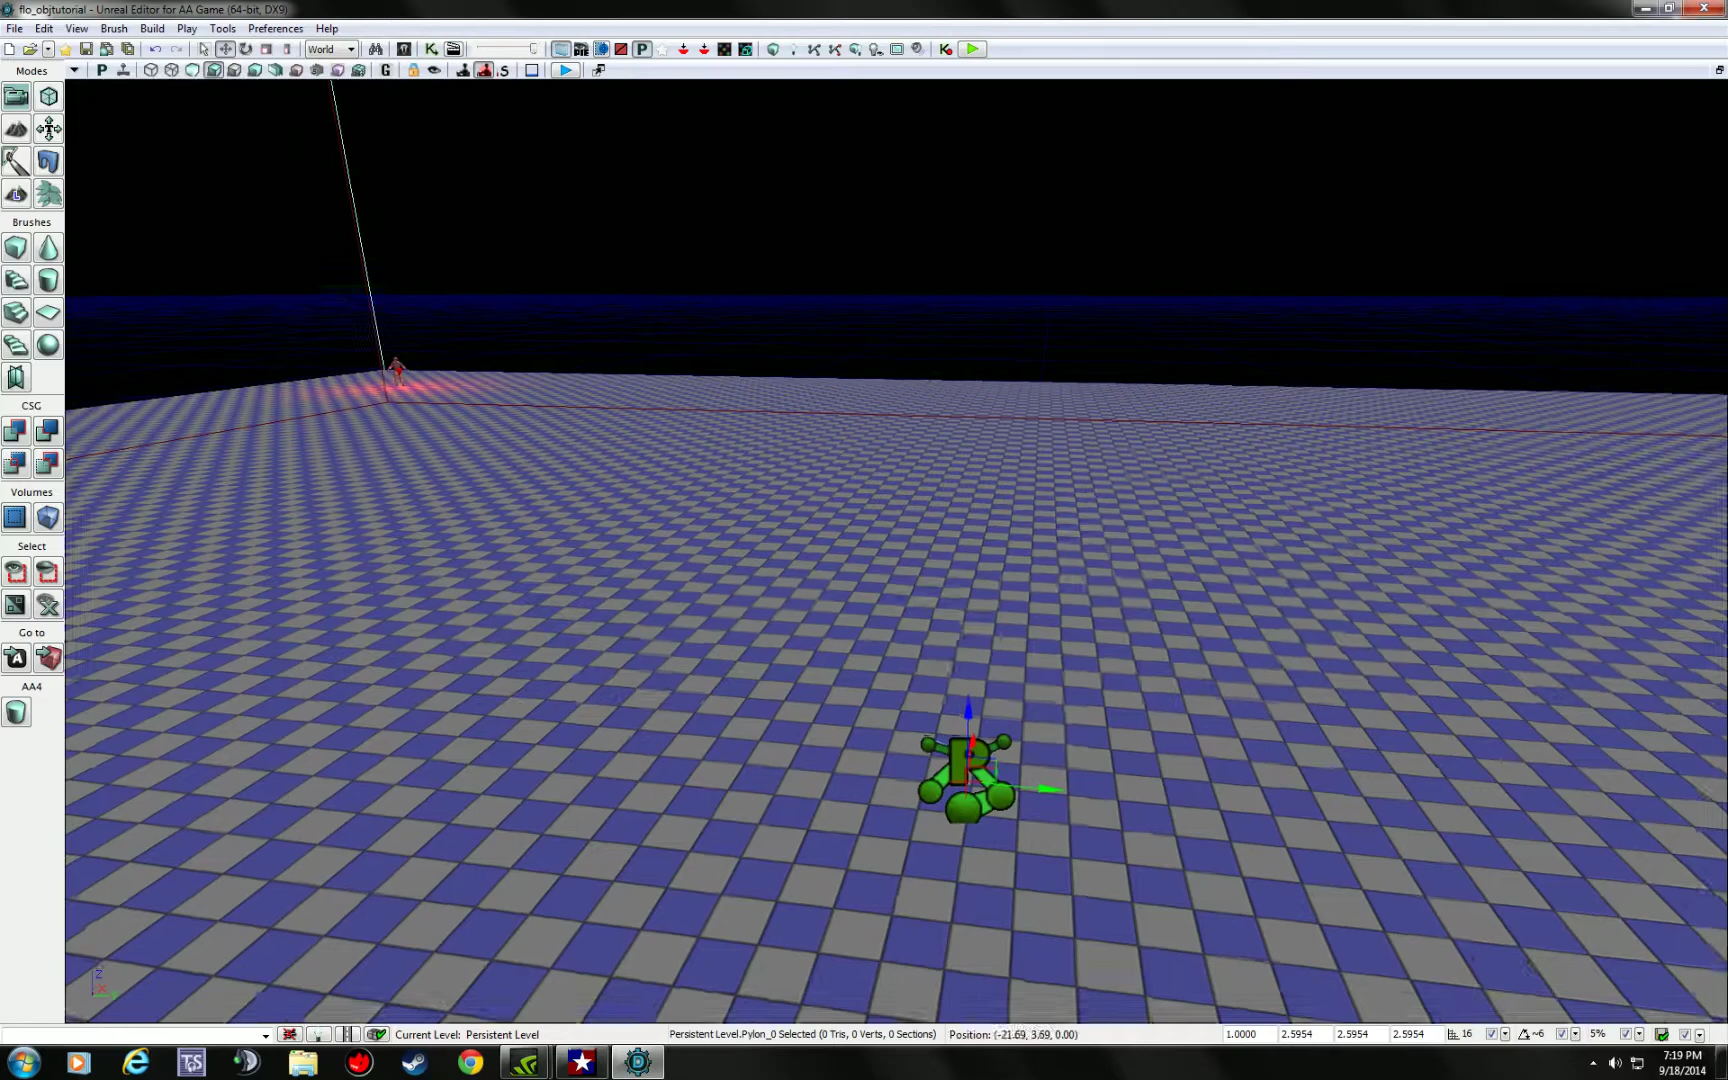 flo_objtutorial - Unreal Editor for AA Game (64-bit, DX9)
File Edit View Brush Build Play Tools Preferences Help
World
Modes
P G S
Brushes
CSG
Volumes
Select
Go to
AA4
Z
X
Current Level: Persistent Level
Persistent Level.Pylon_0 Selected (0 Tris, 0 Verts, 0 Sections)
Position: (-21.69, 3.69, 0.00)
1.0000 2.5954 2.5954 2.5954 16 ~6 5%
7:19 PM
9/18/2014